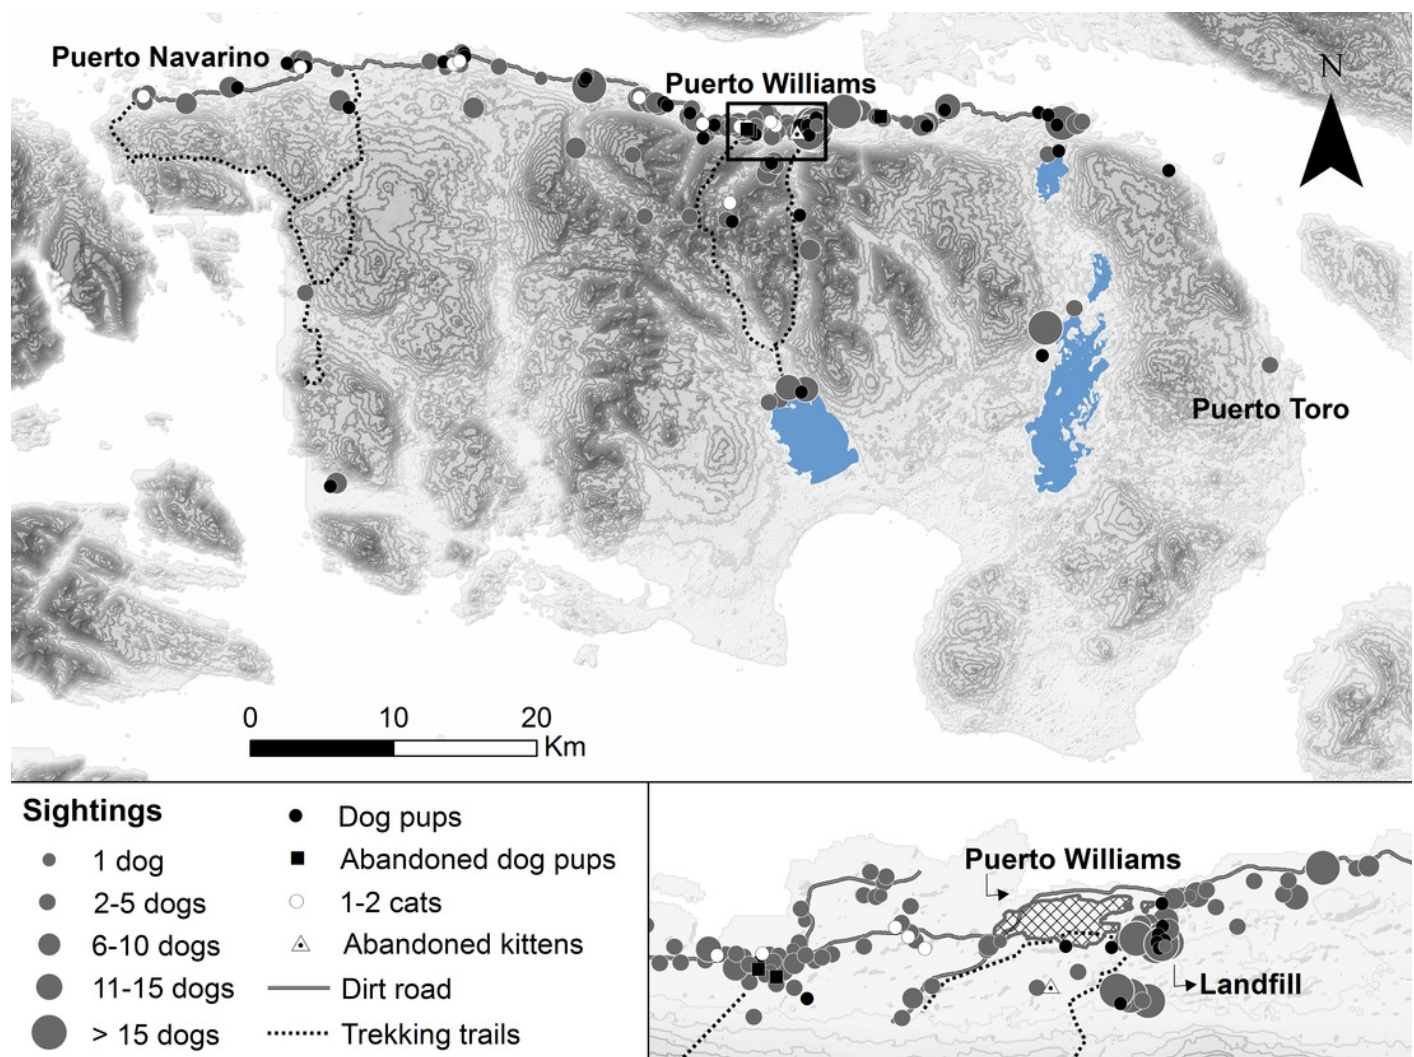 Puerto Navarino
Puerto Williams
N
Puerto Toro
0 10 20
Km
Sightings
1 dog
2-5 dogs
6-10 dogs
11-15 dogs
> 15 dogs
Dog pups
Abandoned dog pups
1-2 cats
Abandoned kittens
Dirt road
Trekking trails
Puerto Williams
Landfill